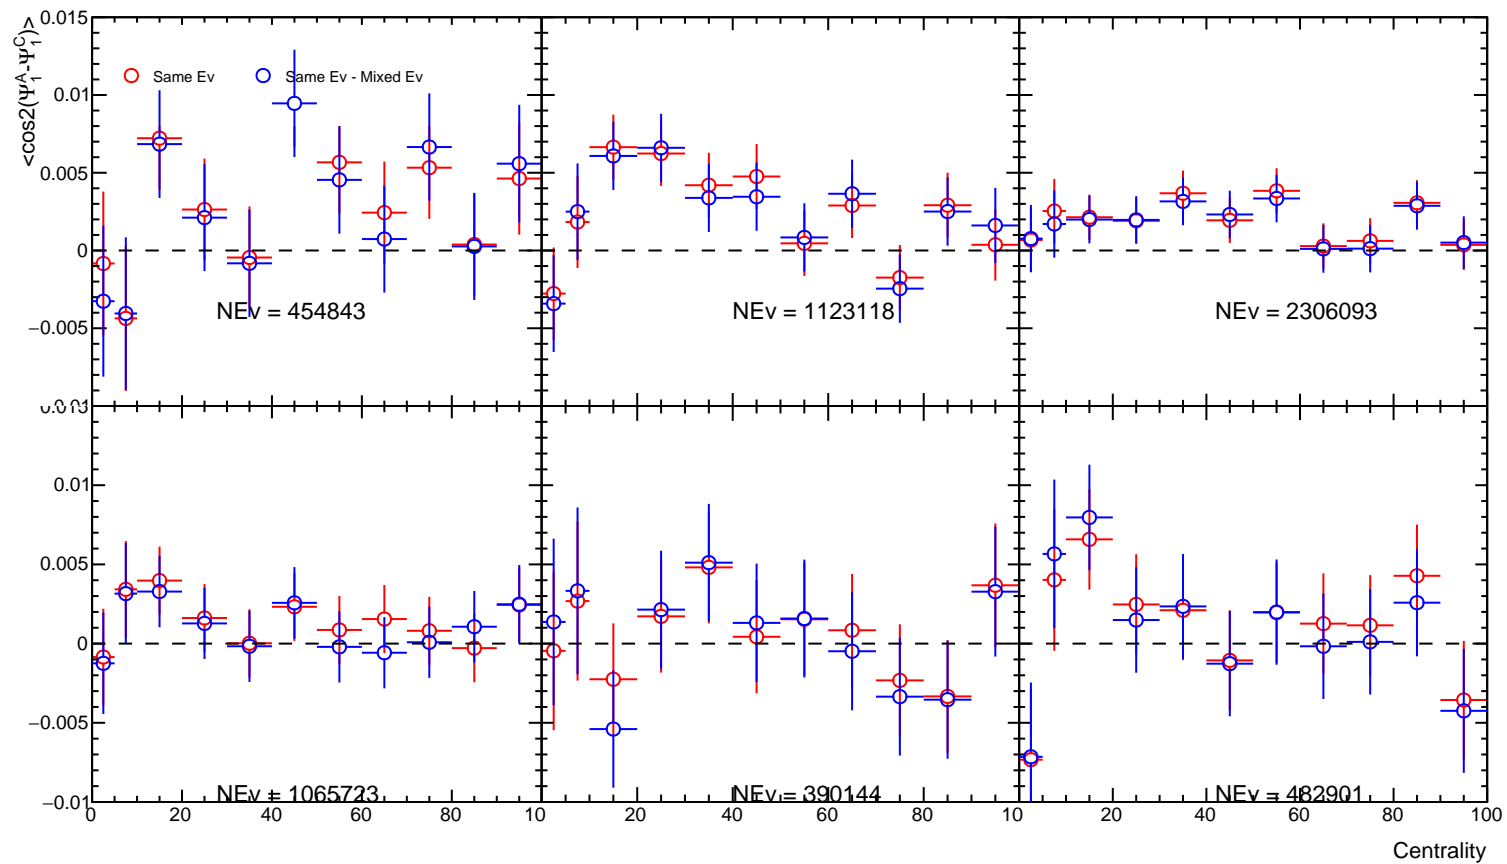 <cos2(Ψ₁ᴬ-Ψ₁ꟲ)>
0.015
Same Ev
Same Ev - Mixed Ev
0.01
0.005
0
−0.005
NEv = 454843
NEv = 1123118
NEv = 2306093
0.01
0.005
0
−0.005
−0.01
NEv = 1065723
NEv = 390144
NEv = 482901
0 20 40 60 80 10 20 40 60 80 10 20 40 60 80 100
Centrality